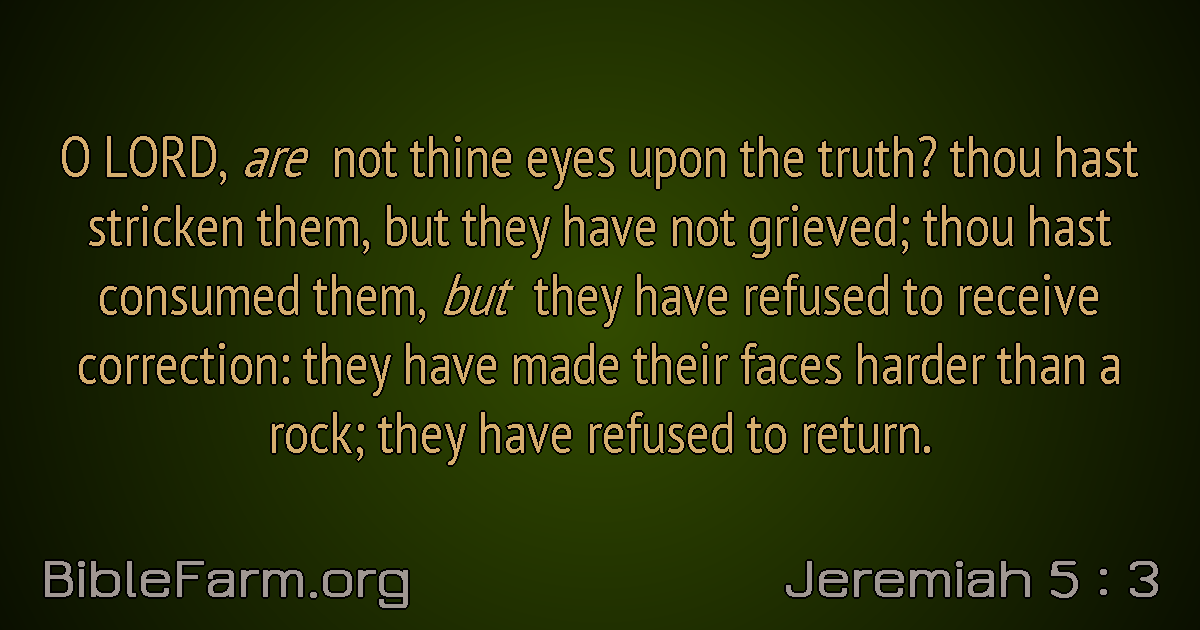 O LORD, are not thine eyes upon the truth? thou hast
stricken them, but they have not grieved; thou hast
consumed them, but they have refused to receive
correction: they have made their faces harder than a
rock; they have refused to return.
BibleFarm.org
Jeremiah 5 : 3